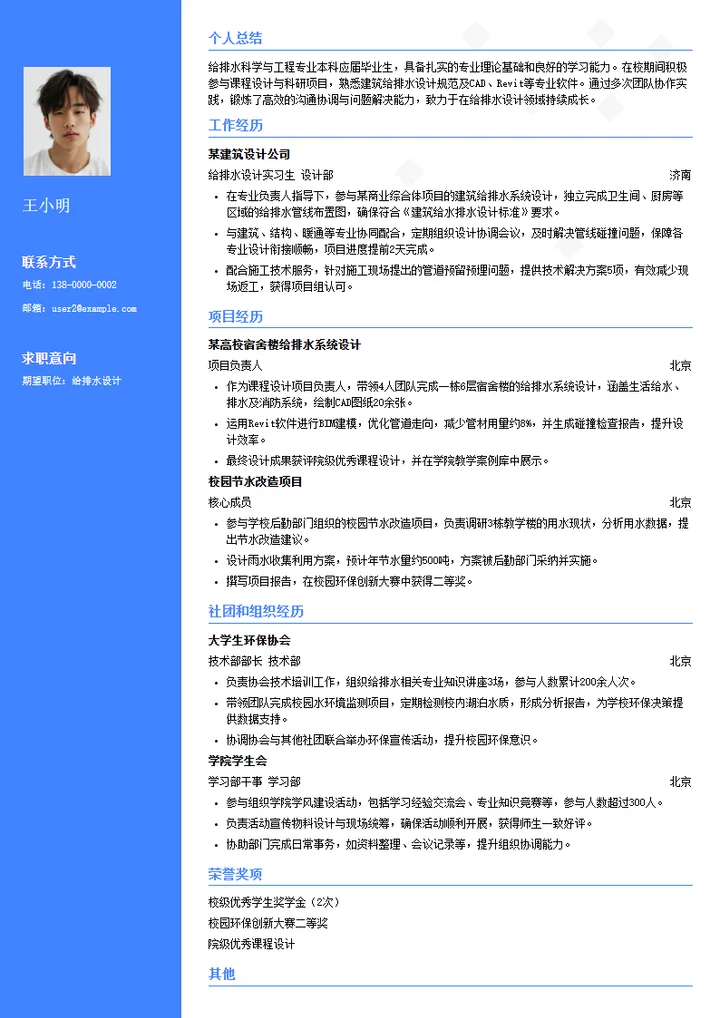 王小明
联系方式
电话：138-0000-0002
邮箱：user2@example.com
求职意向
期望职位：给排水设计
个人总结
给排水科学与工程专业本科应届毕业生，具备扎实的专业理论基础和良好的学习能力。在校期间积极
参与课程设计与科研项目，熟悉建筑给排水设计规范及CAD、Revit等专业软件。通过多次团队协作实
践，锻炼了高效的沟通协调与问题解决能力，致力于在给排水设计领域持续成长。
工作经历
某建筑设计公司
给排水设计实习生 设计部 济南
• 在专业负责人指导下，参与某商业综合体项目的建筑给排水系统设计，独立完成卫生间、厨房等
区域的给排水管线布置图，确保符合《建筑给水排水设计标准》要求。
• 与建筑、结构、暖通等专业协同配合，定期组织设计协调会议，及时解决管线碰撞问题，保障各
专业设计衔接顺畅，项目进度提前2天完成。
• 配合施工技术服务，针对施工现场提出的管道预留预埋问题，提供技术解决方案5项，有效减少现
场返工，获得项目组认可。
项目经历
某高校宿舍楼给排水系统设计
项目负责人 北京
• 作为课程设计项目负责人，带领4人团队完成一栋6层宿舍楼的给排水系统设计，涵盖生活给水、
排水及消防系统，绘制CAD图纸20余张。
• 运用Revit软件进行BIM建模，优化管道走向，减少管材用量约8%，并生成碰撞检查报告，提升设
计效率。
• 最终设计成果获评院级优秀课程设计，并在学院教学案例库中展示。
校园节水改造项目
核心成员 北京
• 参与学校后勤部门组织的校园节水改造项目，负责调研3栋教学楼的用水现状，分析用水数据，提
出节水改造建议。
• 设计雨水收集利用方案，预计年节水量约500吨，方案被后勤部门采纳并实施。
• 撰写项目报告，在校园环保创新大赛中获得二等奖。
社团和组织经历
大学生环保协会
技术部部长 技术部 北京
• 负责协会技术培训工作，组织给排水相关专业知识讲座3场，参与人数累计200余人次。
• 带领团队完成校园水环境监测项目，定期检测校内湖泊水质，形成分析报告，为学校环保决策提
供数据支持。
• 协调协会与其他社团联合举办环保宣传活动，提升校园环保意识。
学院学生会
学习部干事 学习部 北京
• 参与组织学院学风建设活动，包括学习经验交流会、专业知识竞赛等，参与人数超过300人。
• 负责活动宣传物料设计与现场统筹，确保活动顺利开展，获得师生一致好评。
• 协助部门完成日常事务，如资料整理、会议记录等，提升组织协调能力。
荣誉奖项
校级优秀学生奖学金（2次）
校园环保创新大赛二等奖
院级优秀课程设计
其他